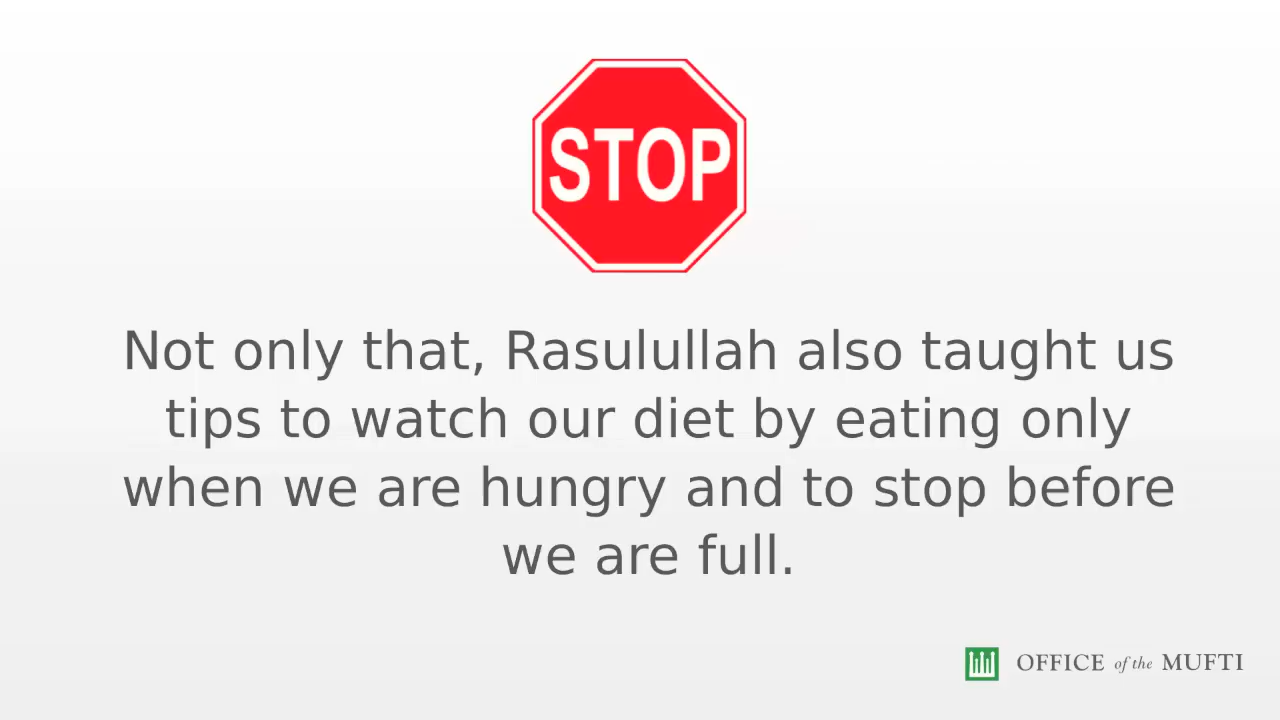 STOP
Not only that, Rasulullah also taught us
tips to watch our diet by eating only
when we are hungry and to stop before
we are full.
OFFICE of the MUFTI